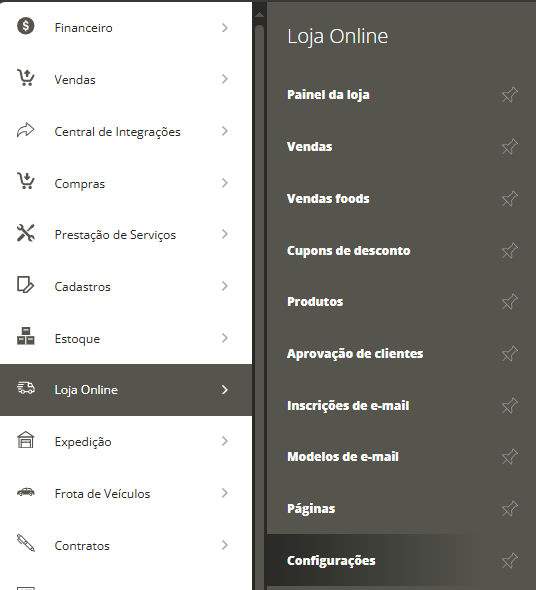 Financeiro
Vendas
Central de Integrações
Compras
Prestação de Serviços
Cadastros
Estoque
Loja Online
Expedição
Frota de Veículos
Contratos
Loja Online
Painel da loja
Vendas
Vendas foods
Cupons de desconto
Produtos
Aprovação de clientes
Inscrições de e-mail
Modelos de e-mail
Páginas
Configurações